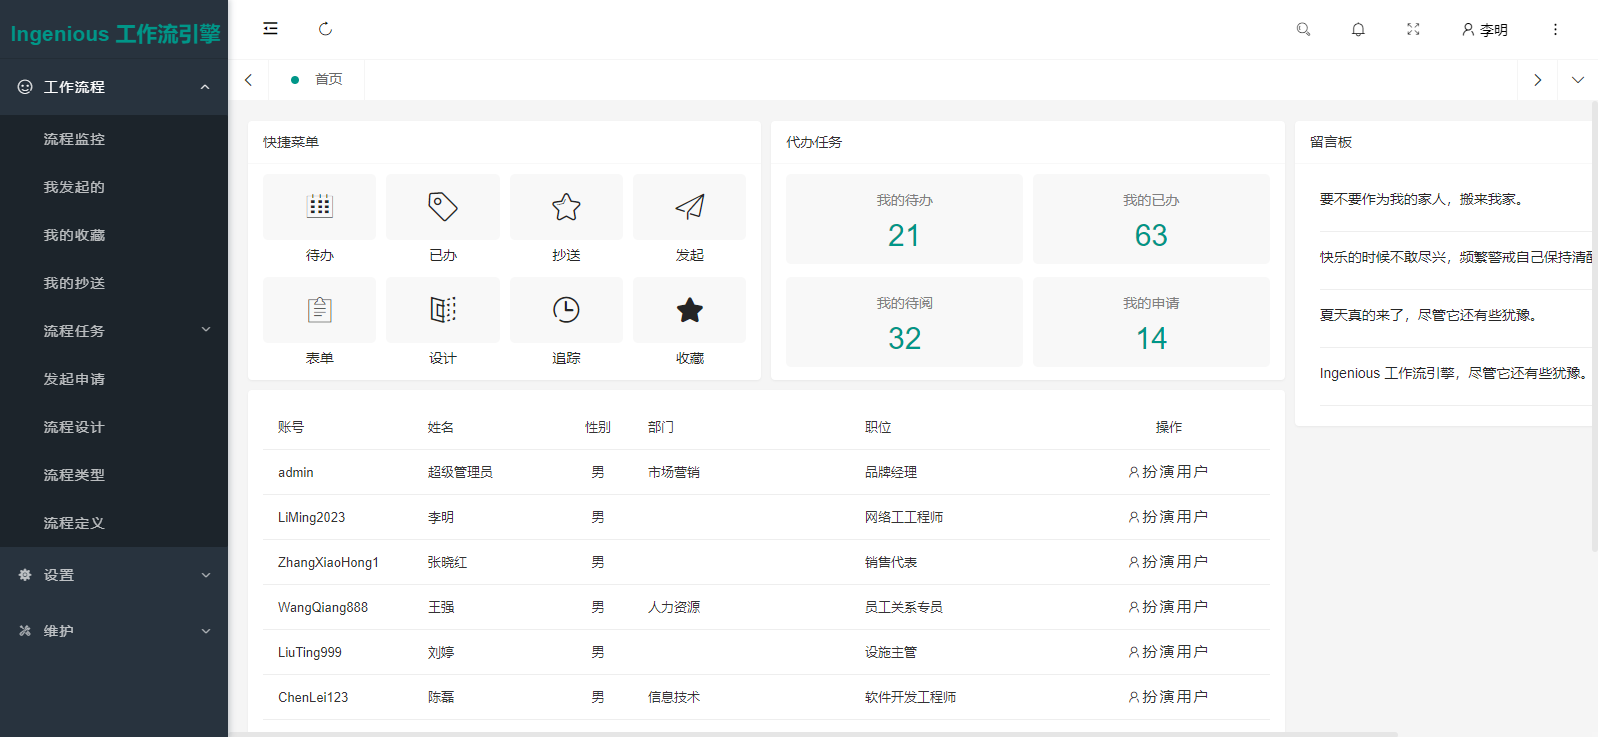 Ingenious 工作流引擎
李明
工作流程
流程监控
我发起的
我的收藏
我的抄送
流程任务
发起申请
流程设计
流程类型
流程定义
设置
维护
首页
快捷菜单
待办
已办
抄送
发起
表单
设计
追踪
收藏
代办任务
我的待办
21
我的已办
63
我的待阅
32
我的申请
14
留言板
要不要作为我的家人，搬来我家。
快乐的时候不敢尽兴，频繁警戒自己保持清醒
夏天真的来了，尽管它还有些犹豫。
Ingenious 工作流引擎，尽管它还有些犹豫。
账号 姓名 性别 部门 职位 操作
admin 超级管理员 男 市场营销 品牌经理 扮演用户
LiMing2023 李明 男 网络工工程师 扮演用户
ZhangXiaoHong1 张晓红 男 销售代表 扮演用户
WangQiang888 王强 男 人力资源 员工关系专员 扮演用户
LiuTing999 刘婷 男 设施主管 扮演用户
ChenLei123 陈磊 男 信息技术 软件开发工程师 扮演用户